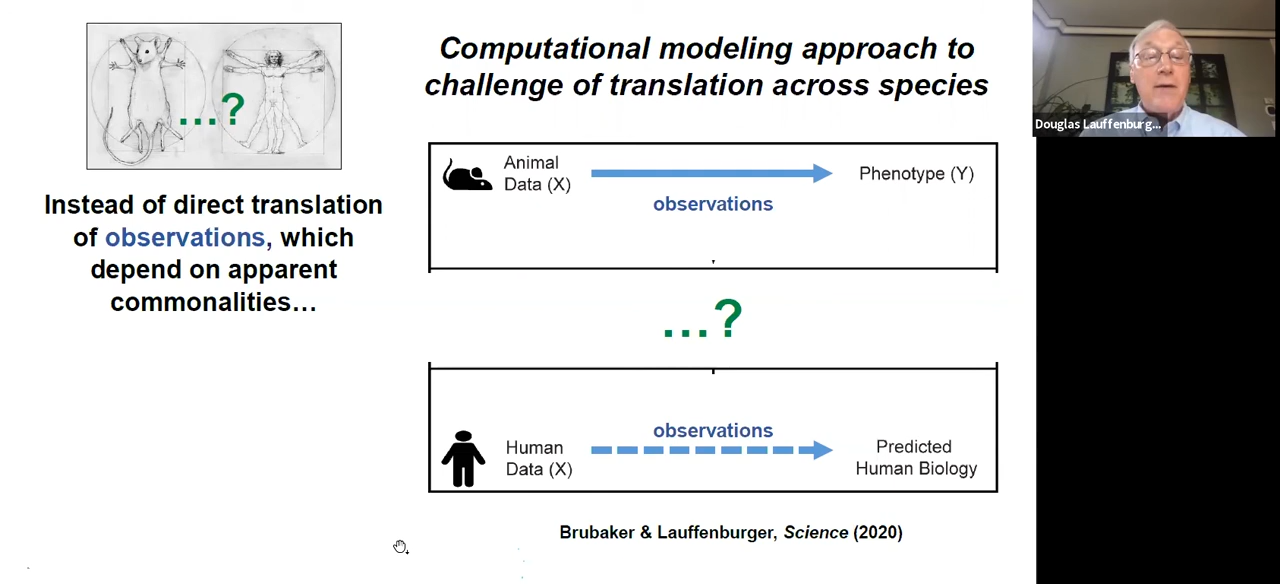 ...?
Computational modeling approach to
challenge of translation across species
Instead of direct translation
of observations, which
depend on apparent
commonalities…
Animal
Data (X)
observations
Phenotype (Y)
...?
Human
Data (X)
observations
Predicted
Human Biology
Brubaker & Lauffenburger, Science (2020)
Douglas Lauffenburg...